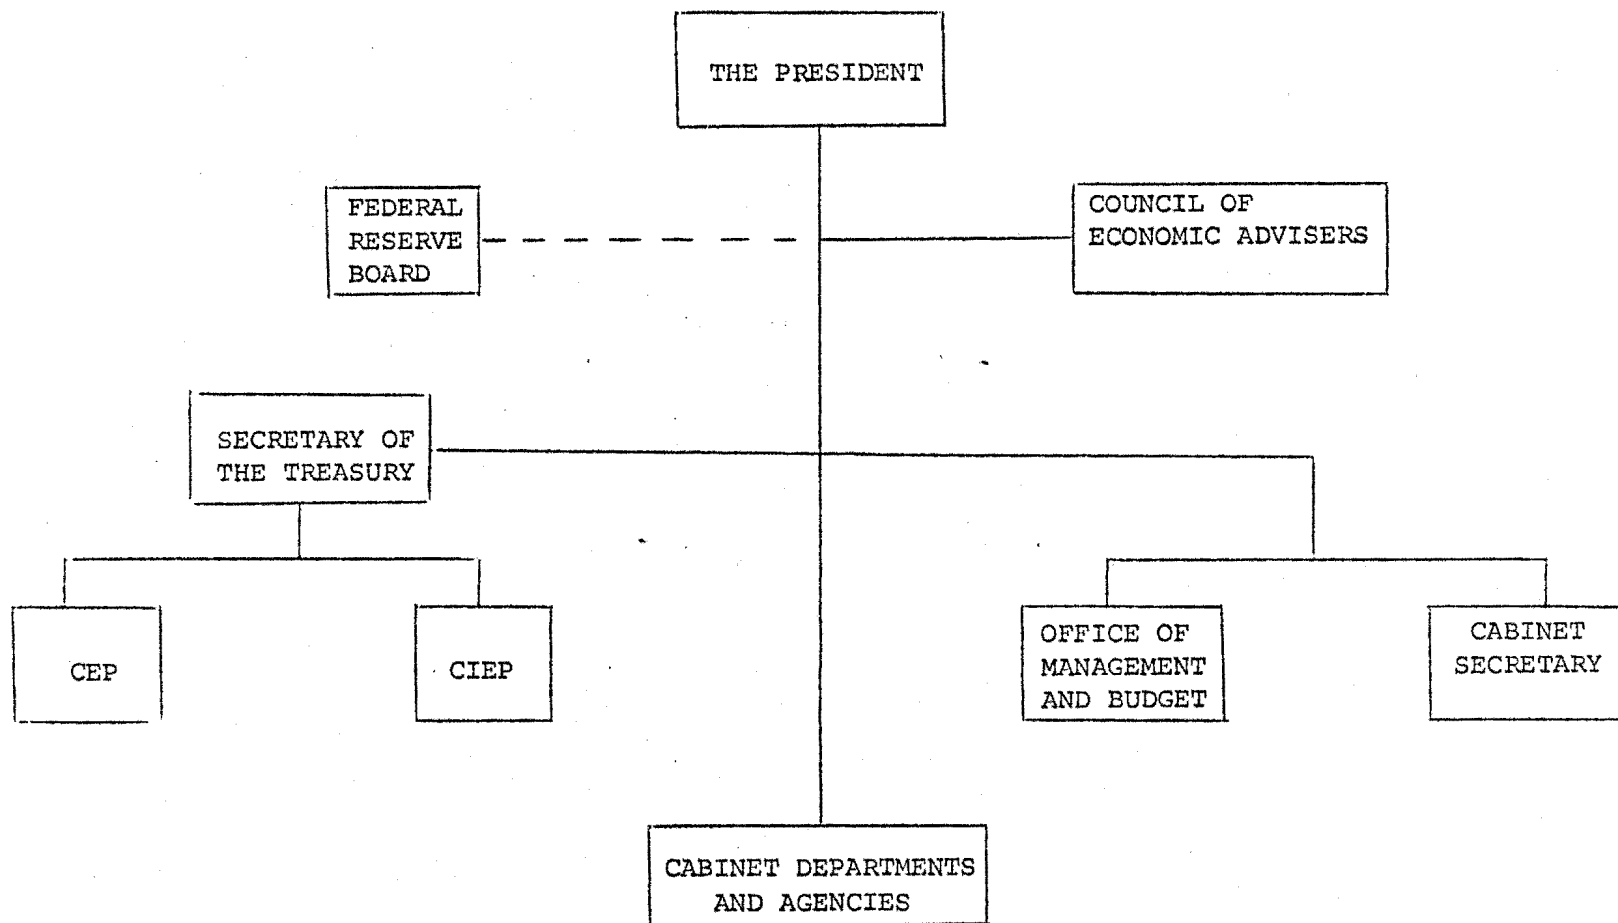 THE PRESIDENT
FEDERAL
RESERVE
BOARD
COUNCIL OF
ECONOMIC ADVISERS
SECRETARY OF
THE TREASURY
CEP
CIEP
OFFICE OF
MANAGEMENT
AND BUDGET
CABINET
SECRETARY
CABINET DEPARTMENTS
AND AGENCIES